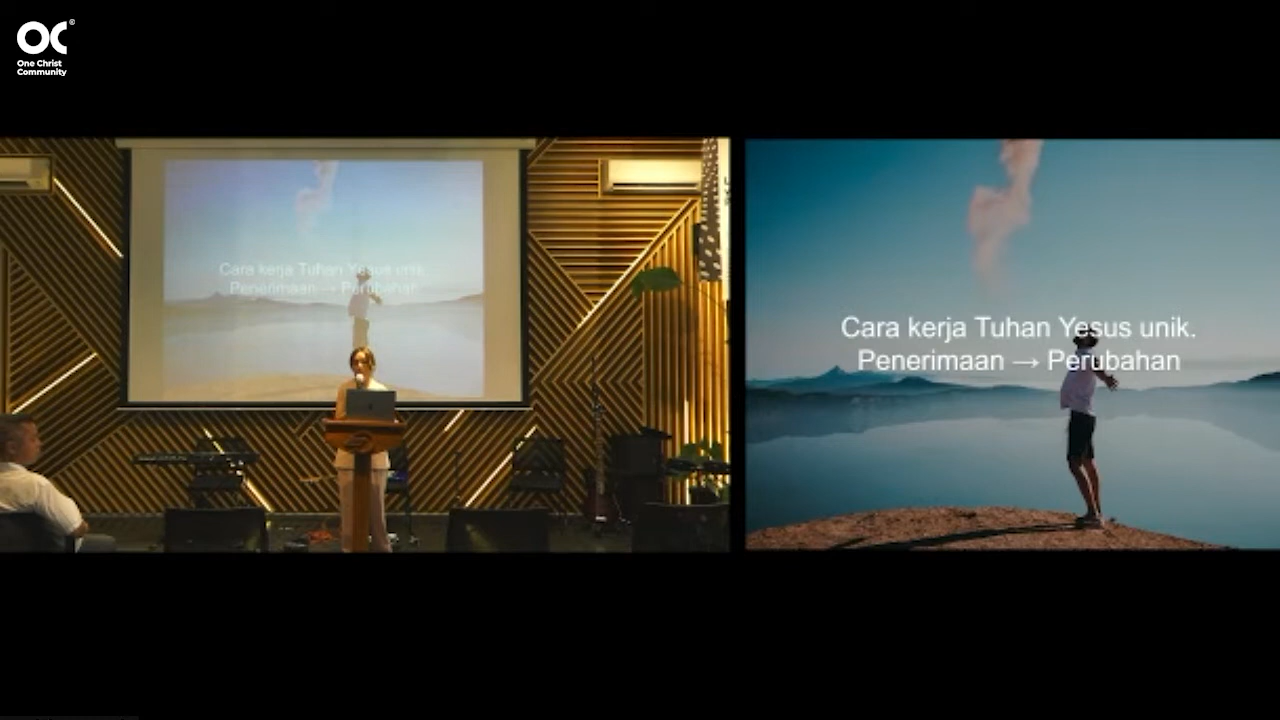 OC®
One Christ
Community
Cara kerja Tuhan Yesus unik.
Penerimaan → Perubahan
Cara kerja Tuhan Yesus unik.
Penerimaan → Perubahan